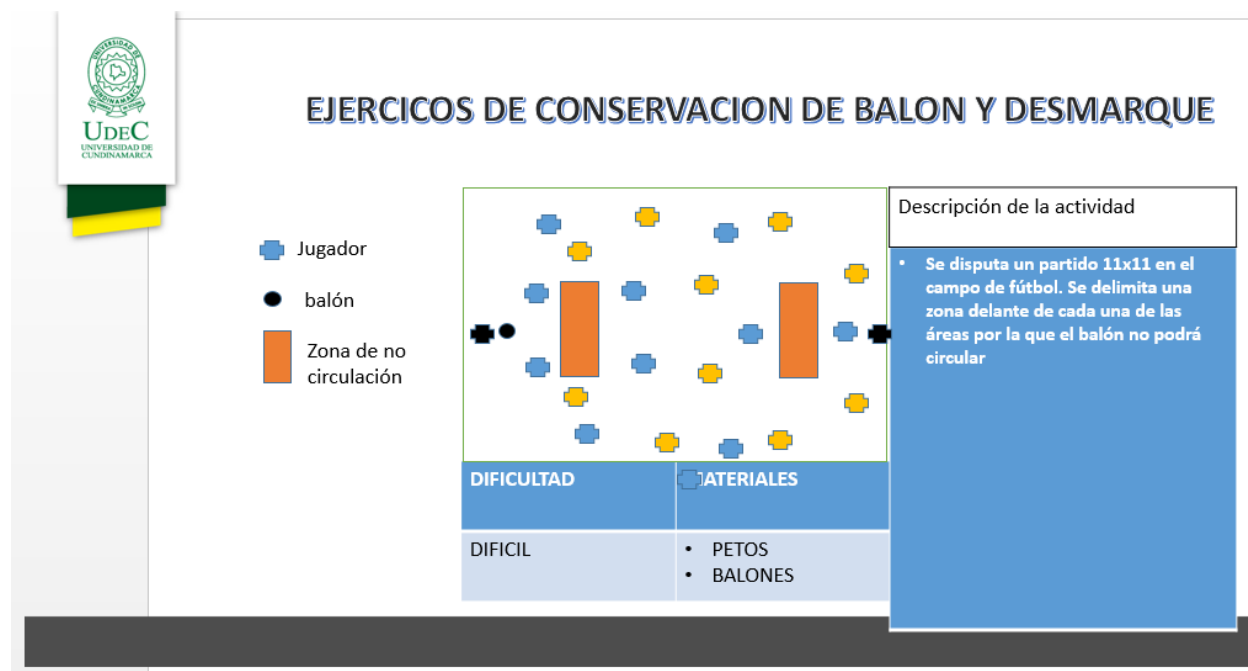 UNIVERSIDAD DE
CUNDINAMARCA
UDEC
UNIVERSIDAD DE
CUNDINAMARCA
EJERCICOS DE CONSERVACION DE BALON Y DESMARQUE
Jugador
balón
Zona de no
circulación
Descripción de la actividad
• Se disputa un partido 11x11 en el
campo de fútbol. Se delimita una
zona delante de cada una de las
áreas por la que el balón no podrá
circular
DIFICULTAD
ATERIALES
DIFICIL
• PETOS
• BALONES